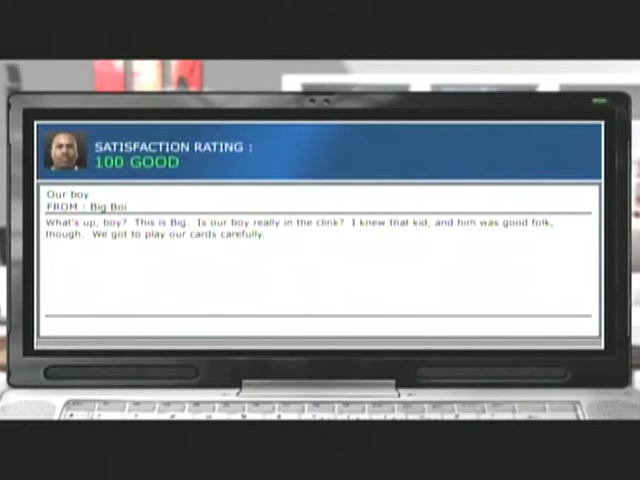 SATISFACTION RATING :
100 GOOD
Our boy
FROM : Big Boi
What's up, boy?  This is Big.  Is our boy really in the clink?  I knew that kid, and him was good folk,
though.  We got to play our cards carefully.